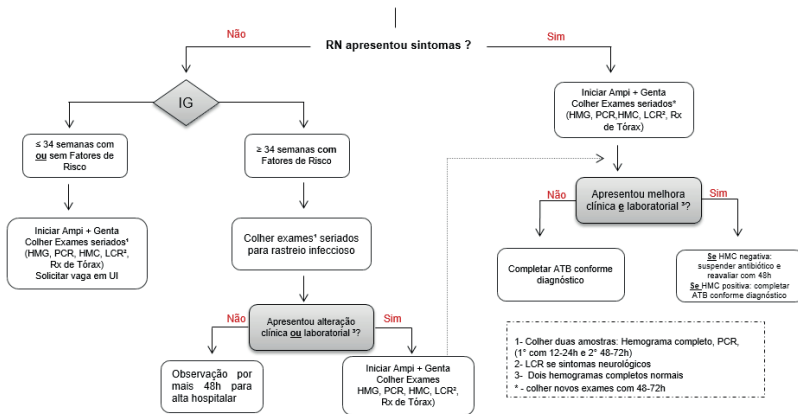 RN apresentou sintomas ?
Não
Sim
IG
≤ 34 semanas com
ou sem Fatores de
Risco
≥ 34 semanas com
Fatores de Risco
Iniciar Ampi + Genta
Colher Exames seriados*
(HMG, PCR,HMC, LCR², Rx
de Tórax)
Iniciar Ampi + Genta
Colher Exames seriados¹
(HMG, PCR, HMC, LCR²,
Rx de Tórax)
Solicitar vaga em UI
Colher exames¹ seriados
para rastreio infeccioso
Apresentou melhora
clínica e laboratorial ³?
Não
Sim
Completar ATB conforme
diagnóstico
Se HMC negativa:
suspender antibiótico e
reavaliar com 48h
Se HMC positiva: completar
ATB conforme diagnóstico
Apresentou alteração
clínica ou laboratorial ³?
Não
Sim
Observação por
mais 48h para
alta hospitalar
Iniciar Ampi + Genta
Colher Exames
HMG, PCR, HMC, LCR²,
Rx de Tórax)
1- Colher duas amostras: Hemograma completo, PCR,
(1° com 12-24h e 2° 48-72h)
2- LCR se sintomas neurológicos
3- Dois hemogramas completos normais
* - colher novos exames com 48-72h